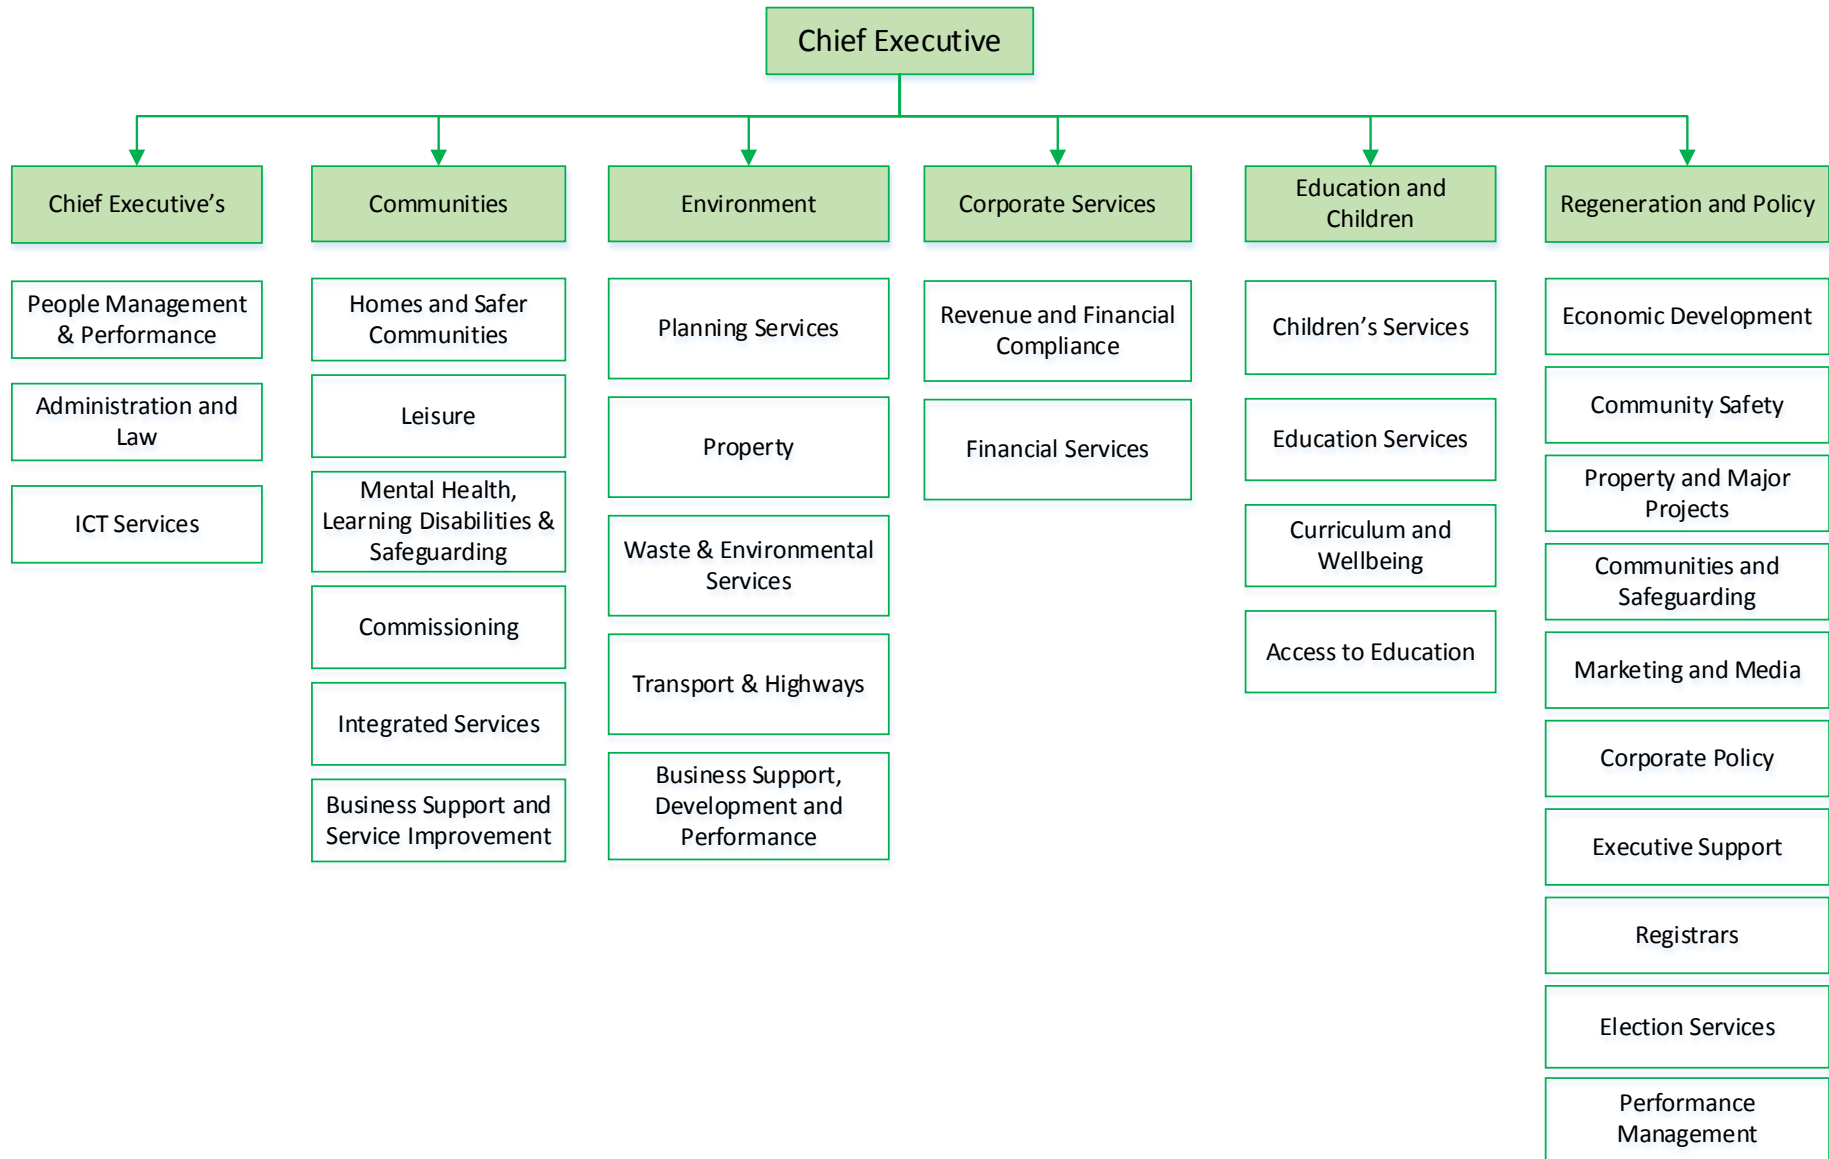 Chief Executive
Chief Executive’s
Communities
Environment
Corporate Services
Education and
Children
Regeneration and Policy
People Management
& Performance
Administration and
Law
ICT Services
Homes and Safer
Communities
Leisure
Mental Health,
Learning Disabilities &
Safeguarding
Commissioning
Integrated Services
Business Support and
Service Improvement
Planning Services
Property
Waste & Environmental
Services
Transport & Highways
Business Support,
Development and
Performance
Revenue and Financial
Compliance
Financial Services
Children’s Services
Education Services
Curriculum and
Wellbeing
Access to Education
Economic Development
Community Safety
Property and Major
Projects
Communities and
Safeguarding
Marketing and Media
Corporate Policy
Executive Support
Registrars
Election Services
Performance
Management